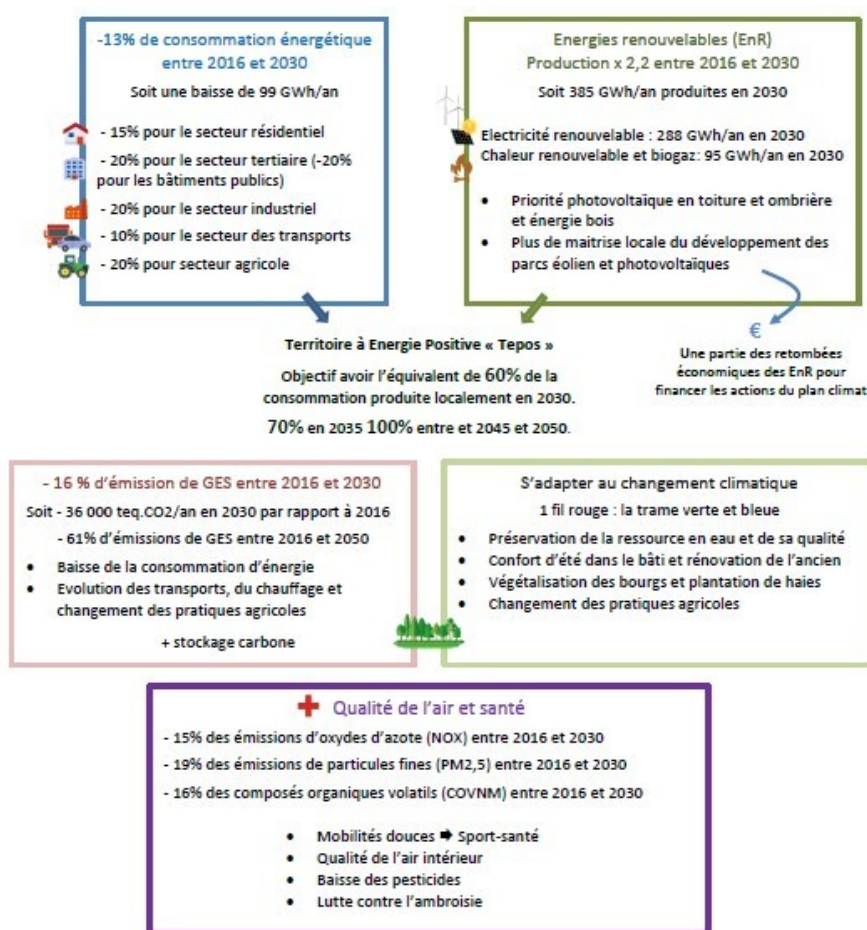 -13% de consommation énergétique
entre 2016 et 2030
Soit une baisse de 99 GWh/an
- 15% pour le secteur résidentiel
- 20% pour le secteur tertiaire (-20%
pour les bâtiments publics)
- 20% pour le secteur industriel
- 10% pour le secteur des transports
- 20% pour secteur agricole
Energies renouvelables (EnR)
Production x 2,2 entre 2016 et 2030
Soit 385 GWh/an produites en 2030
Electricité renouvelable : 288 GWh/an en 2030
Chaleur renouvelable et biogaz: 95 GWh/an en 2030
• Priorité photovoltaïque en toiture et ombrière
et énergie bois
• Plus de maitrise locale du développement des
parcs éolien et photovoltaïques
€
Une partie des retombées
économiques des EnR pour
financer les actions du plan climat
Territoire à Energie Positive « Tepos »
Objectif avoir l'équivalent de 60% de la
consommation produite localement en 2030.
70% en 2035 100% entre et 2045 et 2050.
- 16 % d'émission de GES entre 2016 et 2030
Soit - 36 000 teq.CO2/an en 2030 par rapport à 2016
- 61% d'émissions de GES entre 2016 et 2050
• Baisse de la consommation d'énergie
• Evolution des transports, du chauffage et
changement des pratiques agricoles
+ stockage carbone
S'adapter au changement climatique
1 fil rouge : la trame verte et bleue
• Préservation de la ressource en eau et de sa qualité
• Confort d'été dans le bâti et rénovation de l'ancien
• Végétalisation des bourgs et plantation de haies
• Changement des pratiques agricoles
Qualité de l'air et santé
- 15% des émissions d'oxydes d'azote (NOX) entre 2016 et 2030
- 19% des émissions de particules fines (PM2,5) entre 2016 et 2030
- 16% des composés organiques volatils (COVNM) entre 2016 et 2030
• Mobilités douces 🡆 Sport-santé
• Qualité de l'air intérieur
• Baisse des pesticides
• Lutte contre l'ambroisie